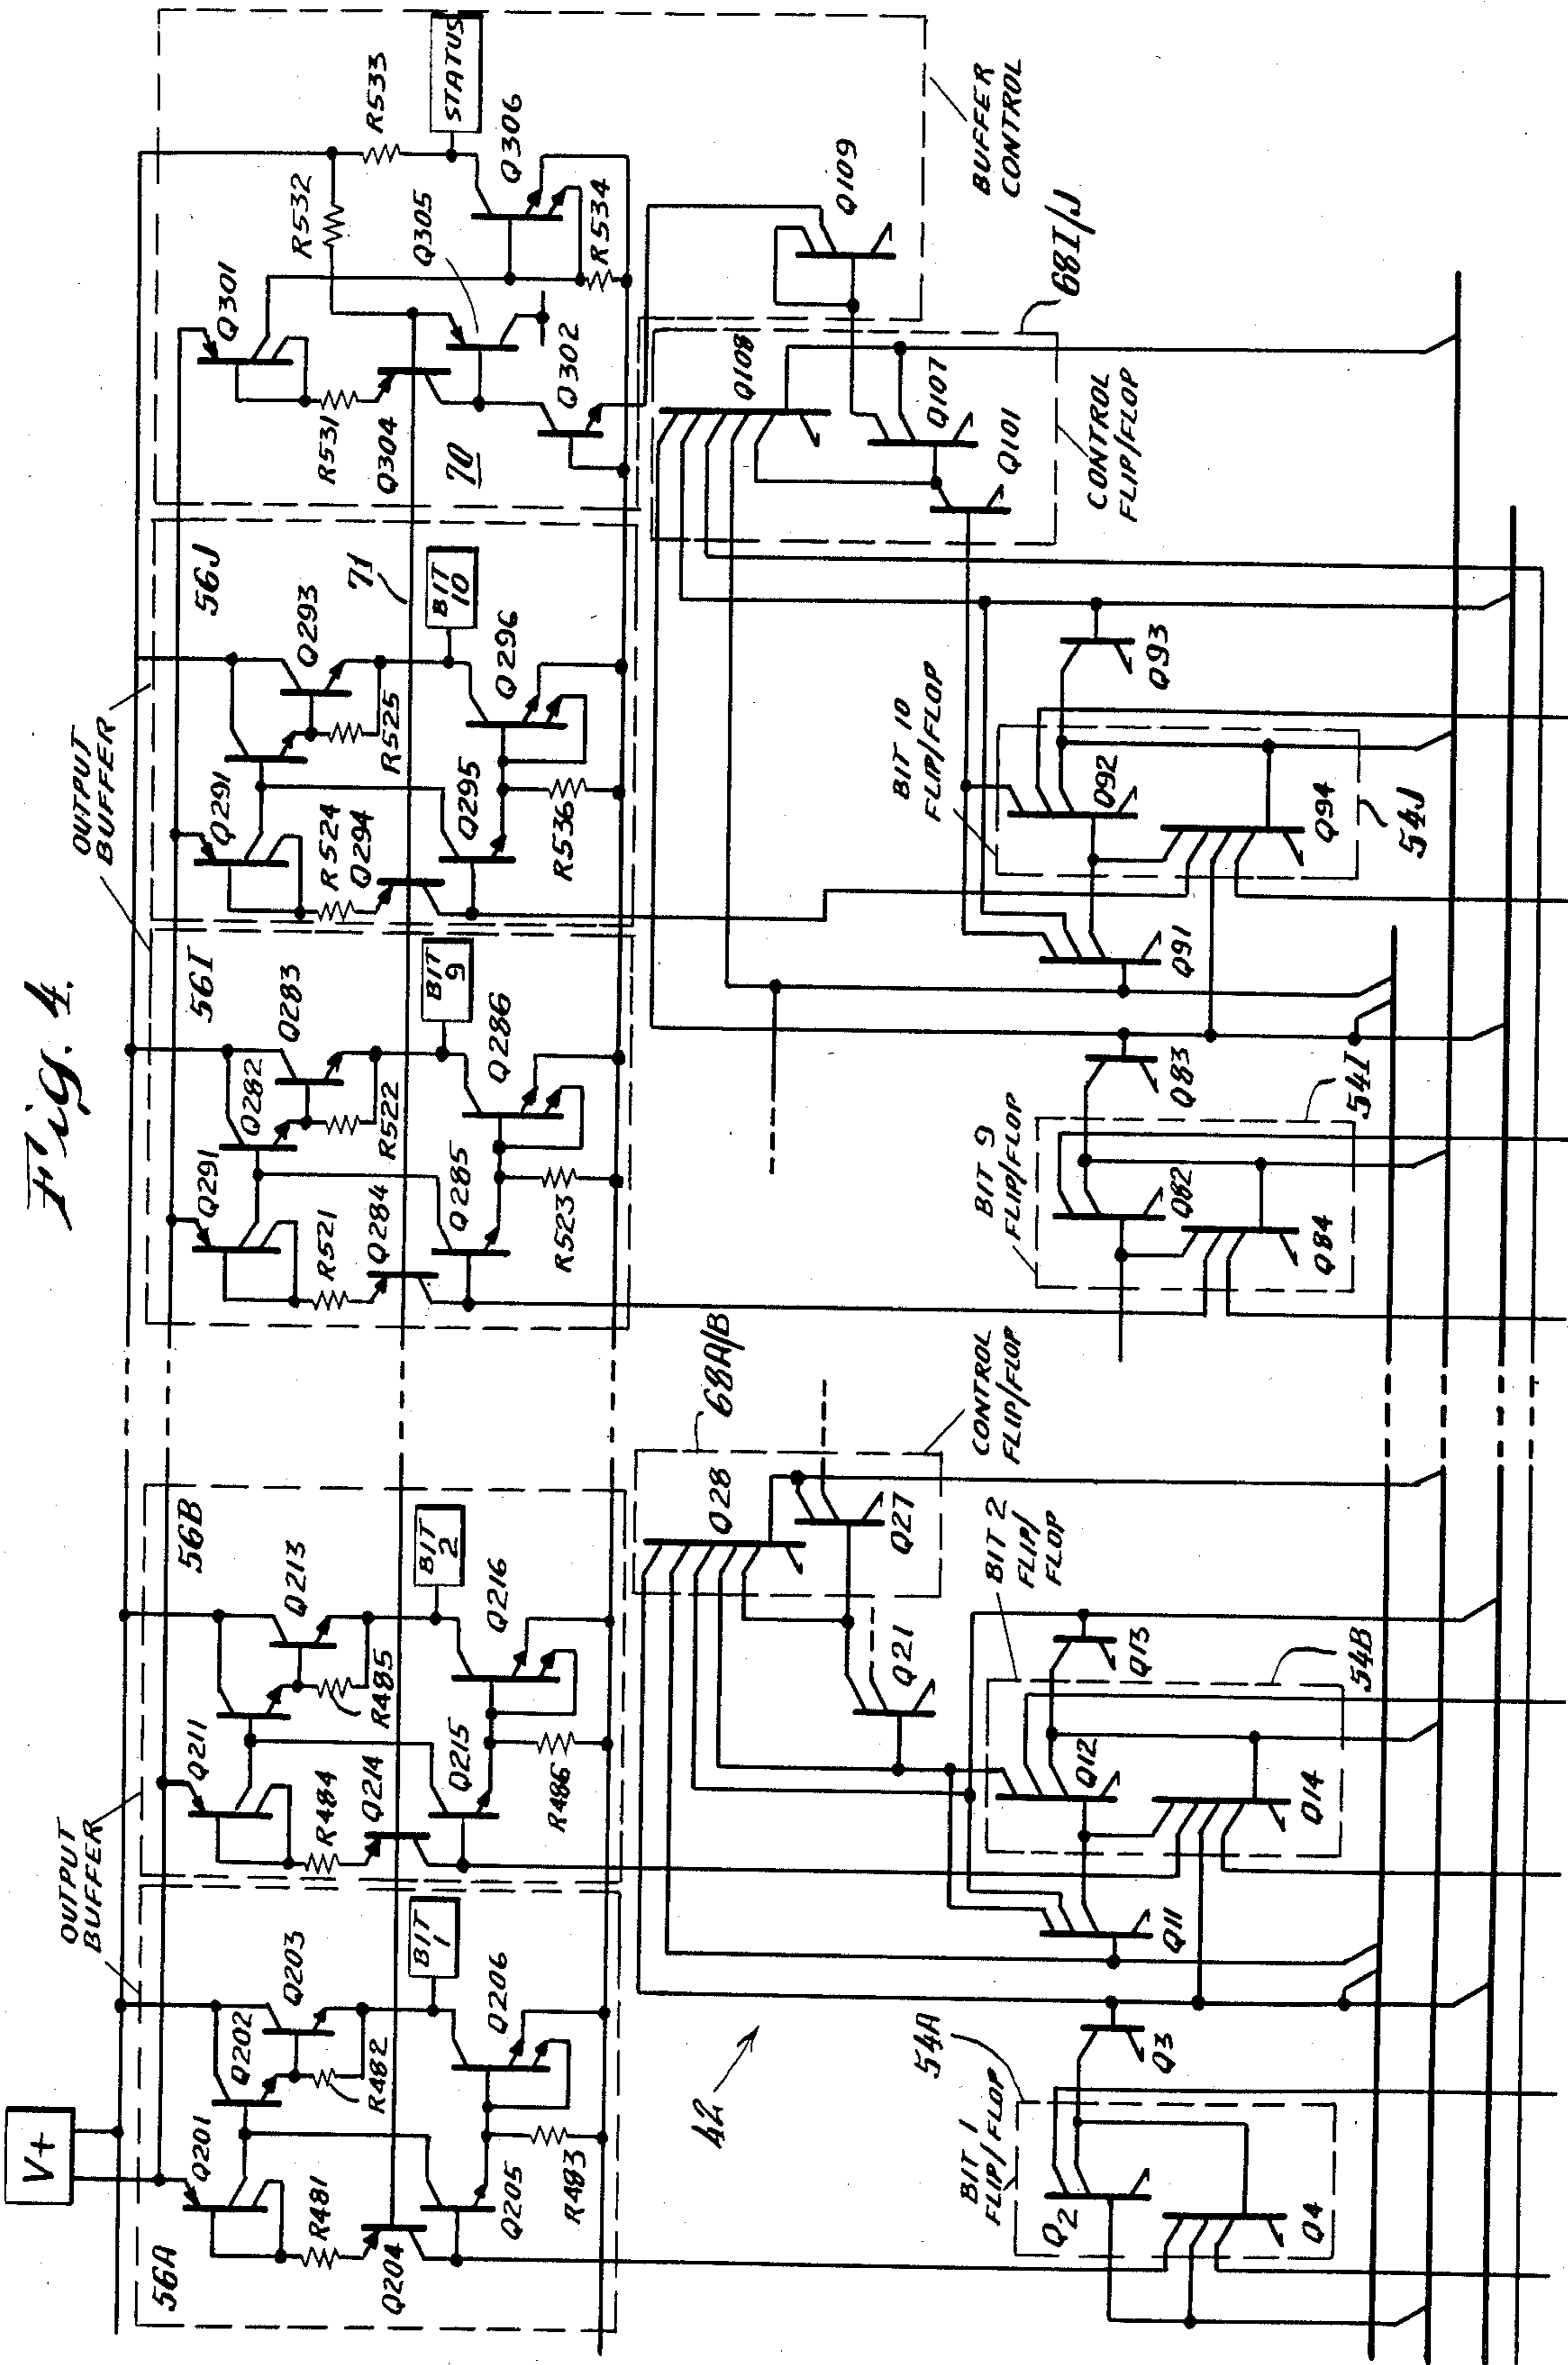 Fig. 4.
V+
OUTPUT
BUFFER
OUTPUT
BUFFER
56A
Q201
Q202
Q203
R481
R482
Q204
Q205
Q206
R483
BIT
1
56B
Q211
Q213
R484
R485
Q214
Q215
Q216
R486
BIT
2
56I
Q291
Q282
Q283
R521
R522
Q284
Q285
Q286
R523
BIT
9
56J
Q291
Q293
R524
R525
Q294
Q295
Q296
R536
71
BIT
10
Q301
R531
Q304
R532
Q305
Q302
70
R533
STATUS
Q306
R534
Q109
BUFFER
CONTROL
42
68A/B
Q28
Q27
CONTROL
FLIP/FLOP
Q21
68I/J
Q108
Q107
Q101
CONTROL
FLIP/FLOP
54A
BIT 1
FLIP/FLOP
Q2
Q3
Q4
Q11
BIT 2
FLIP/
FLOP
Q12
Q13
Q14
54B
BIT 9
FLIP/FLOP
Q82
Q83
Q84
54I
Q91
BIT 10
FLIP/FLOP
Q92
Q93
Q94
54J